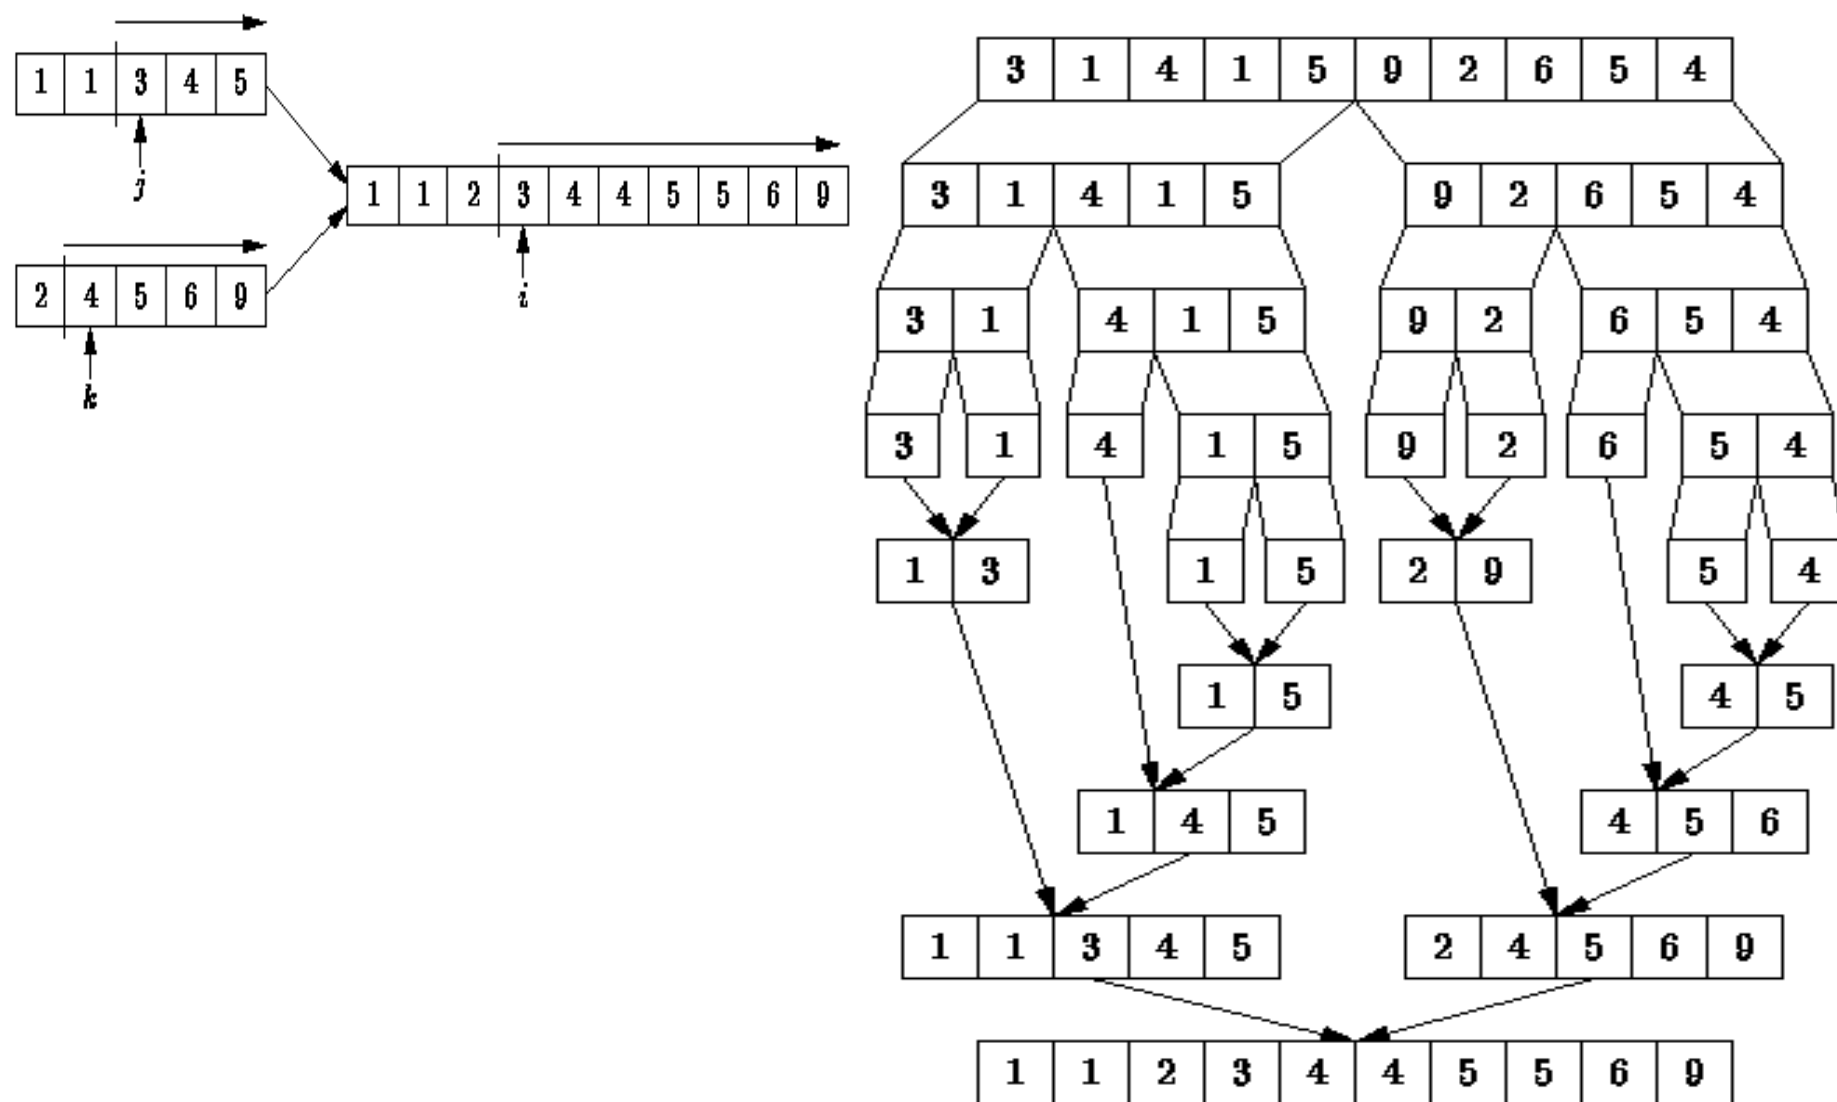 1 1 3 4 5
j
1 1 2 3 4 4 5 5 6 9
i
2 4 5 6 9
k
3 1 4 1 5 9 2 6 5 4
3 1 4 1 5 9 2 6 5 4
3 1 4 1 5 9 2 6 5 4
3 1 4 1 5 9 2 6 5 4
1 3 1 5 2 9 5 4
1 5 4 5
1 4 5 4 5 6
1 1 3 4 5 2 4 5 6 9
1 1 2 3 4 4 5 5 6 9